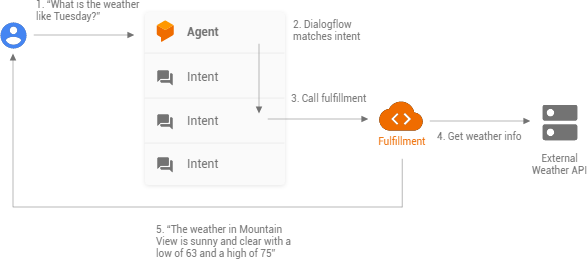 1. “What is the weather
like Tuesday?”
Agent
2. Dialogflow
matches intent
Intent
3. Call fulfillment
Intent
4. Get weather info
Fulfillment
External
Weather API
Intent
5. “The weather in Mountain
View is sunny and clear with a
low of 63 and a high of 75”